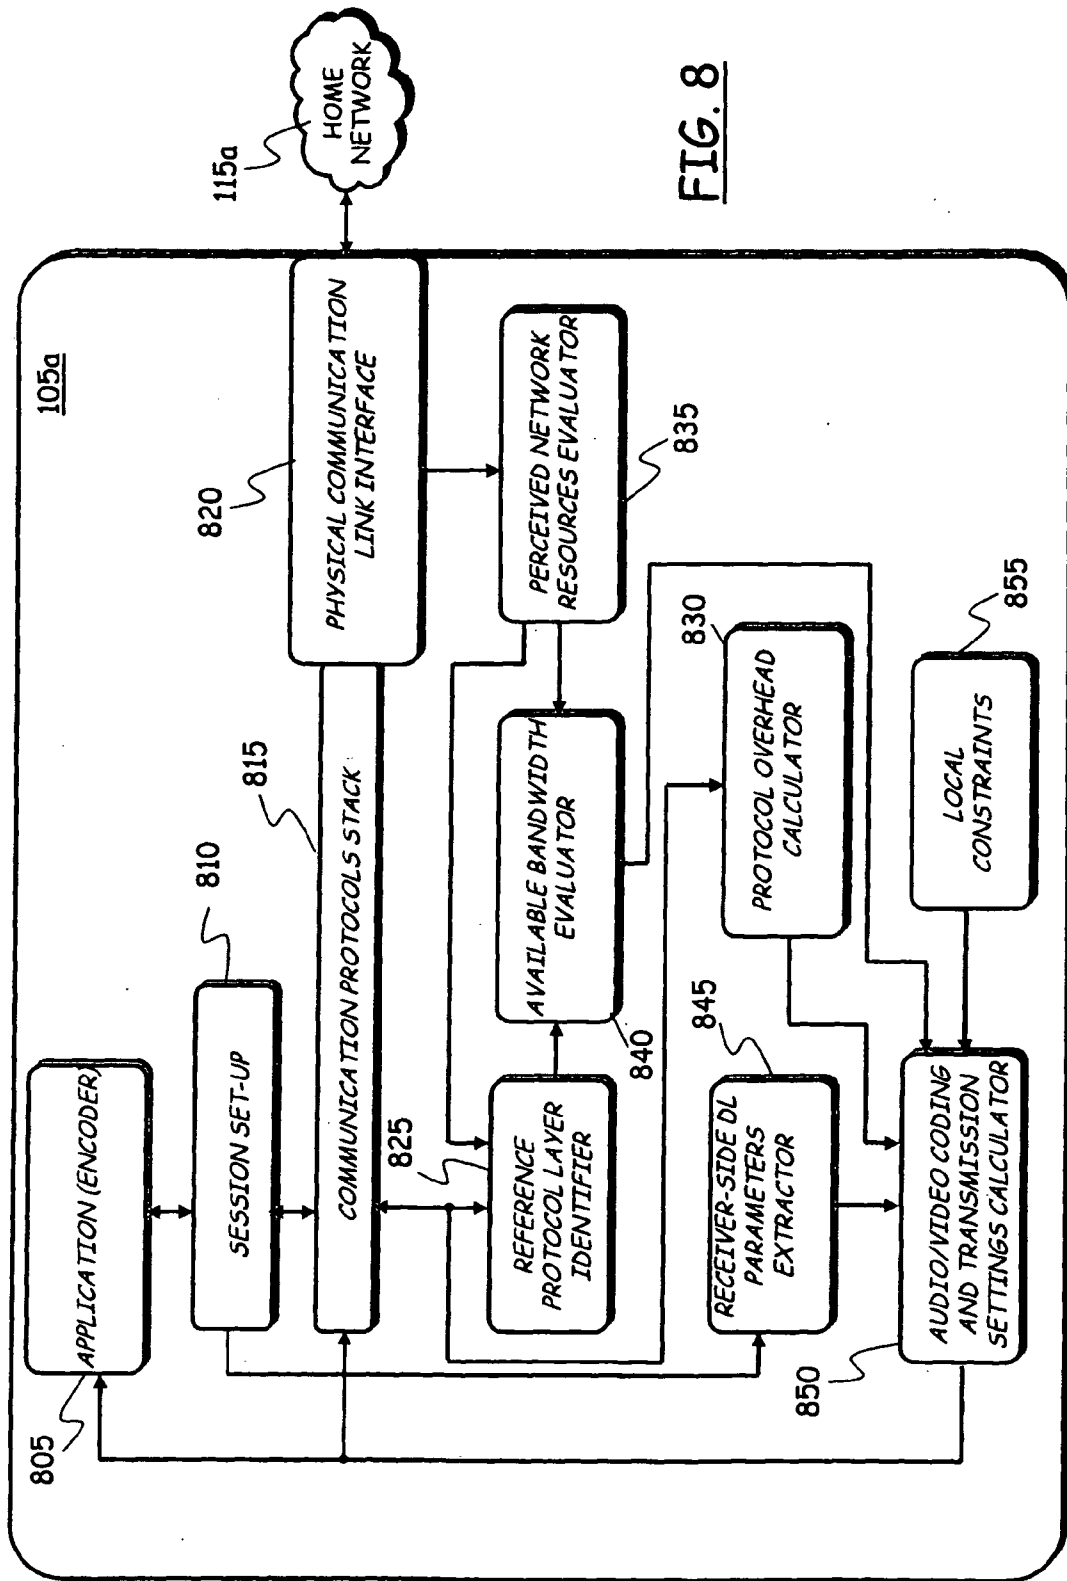 105a
805
APPLICATION (ENCODER)
810
SESSION SET-UP
815
COMMUNICATION PROTOCOLS STACK
820
PHYSICAL COMMUNICATION
LINK INTERFACE
115a
HOME
NETWORK
825
REFERENCE
PROTOCOL LAYER
IDENTIFIER
840
AVAILABLE BANDWIDTH
EVALUATOR
PERCEIVED NETWORK
RESOURCES EVALUATOR
835
845
RECEIVER-SIDE DL
PARAMETERS
EXTRACTOR
830
PROTOCOL OVERHEAD
CALCULATOR
850
AUDIO/VIDEO CODING
AND TRANSMISSION
SETTINGS CALCULATOR
855
LOCAL
CONSTRAINTS
FIG. 8